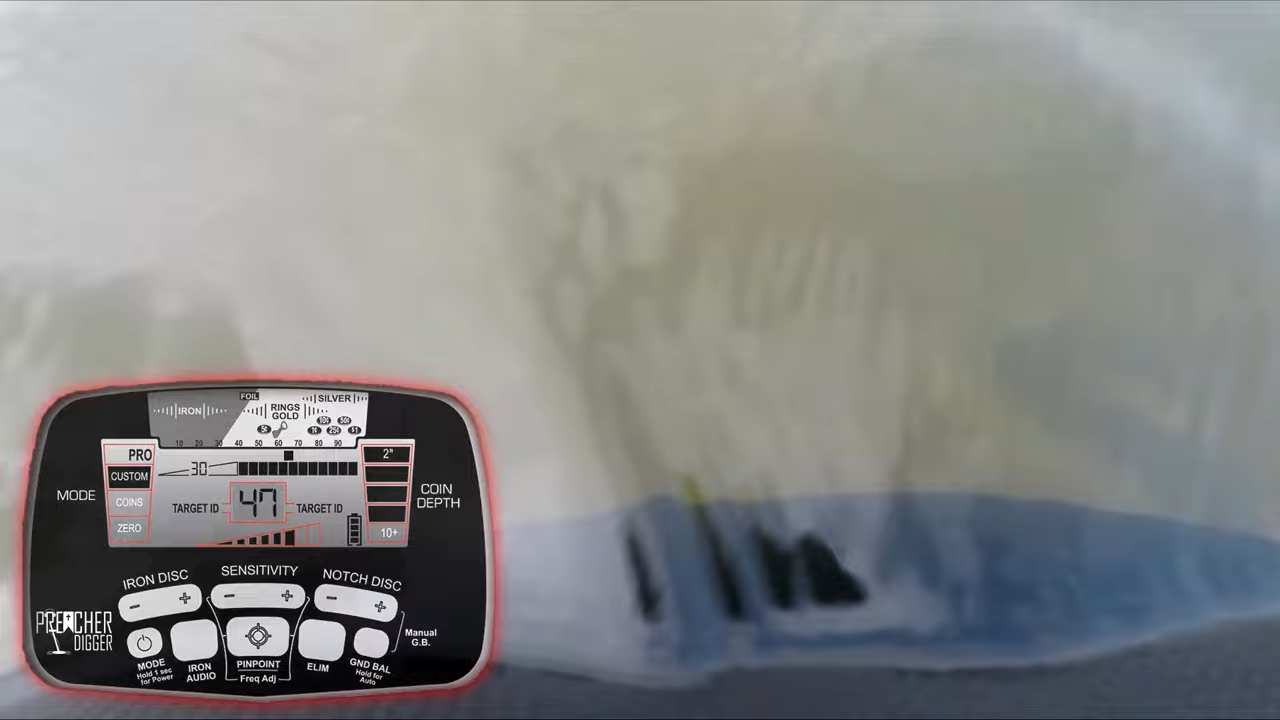 FOIL
SILVER
IRON
RINGS
GOLD
10¢ 50¢
5¢ 1¢ 25¢ $1
10 20 30 40 50 60 70 80 90
PRO
2"
30
CUSTOM
MODE
COINS
TARGET ID 47 TARGET ID
COIN
DEPTH
ZERO
10+
IRON DISC
SENSITIVITY
NOTCH DISC
- +
- +
- +
PREACHER
DIGGER
Manual
G.B.
MODE
Hold 1 sec
for Power
IRON
AUDIO
PINPOINT
Freq Adj
ELIM
GND BAL
Hold for
Auto